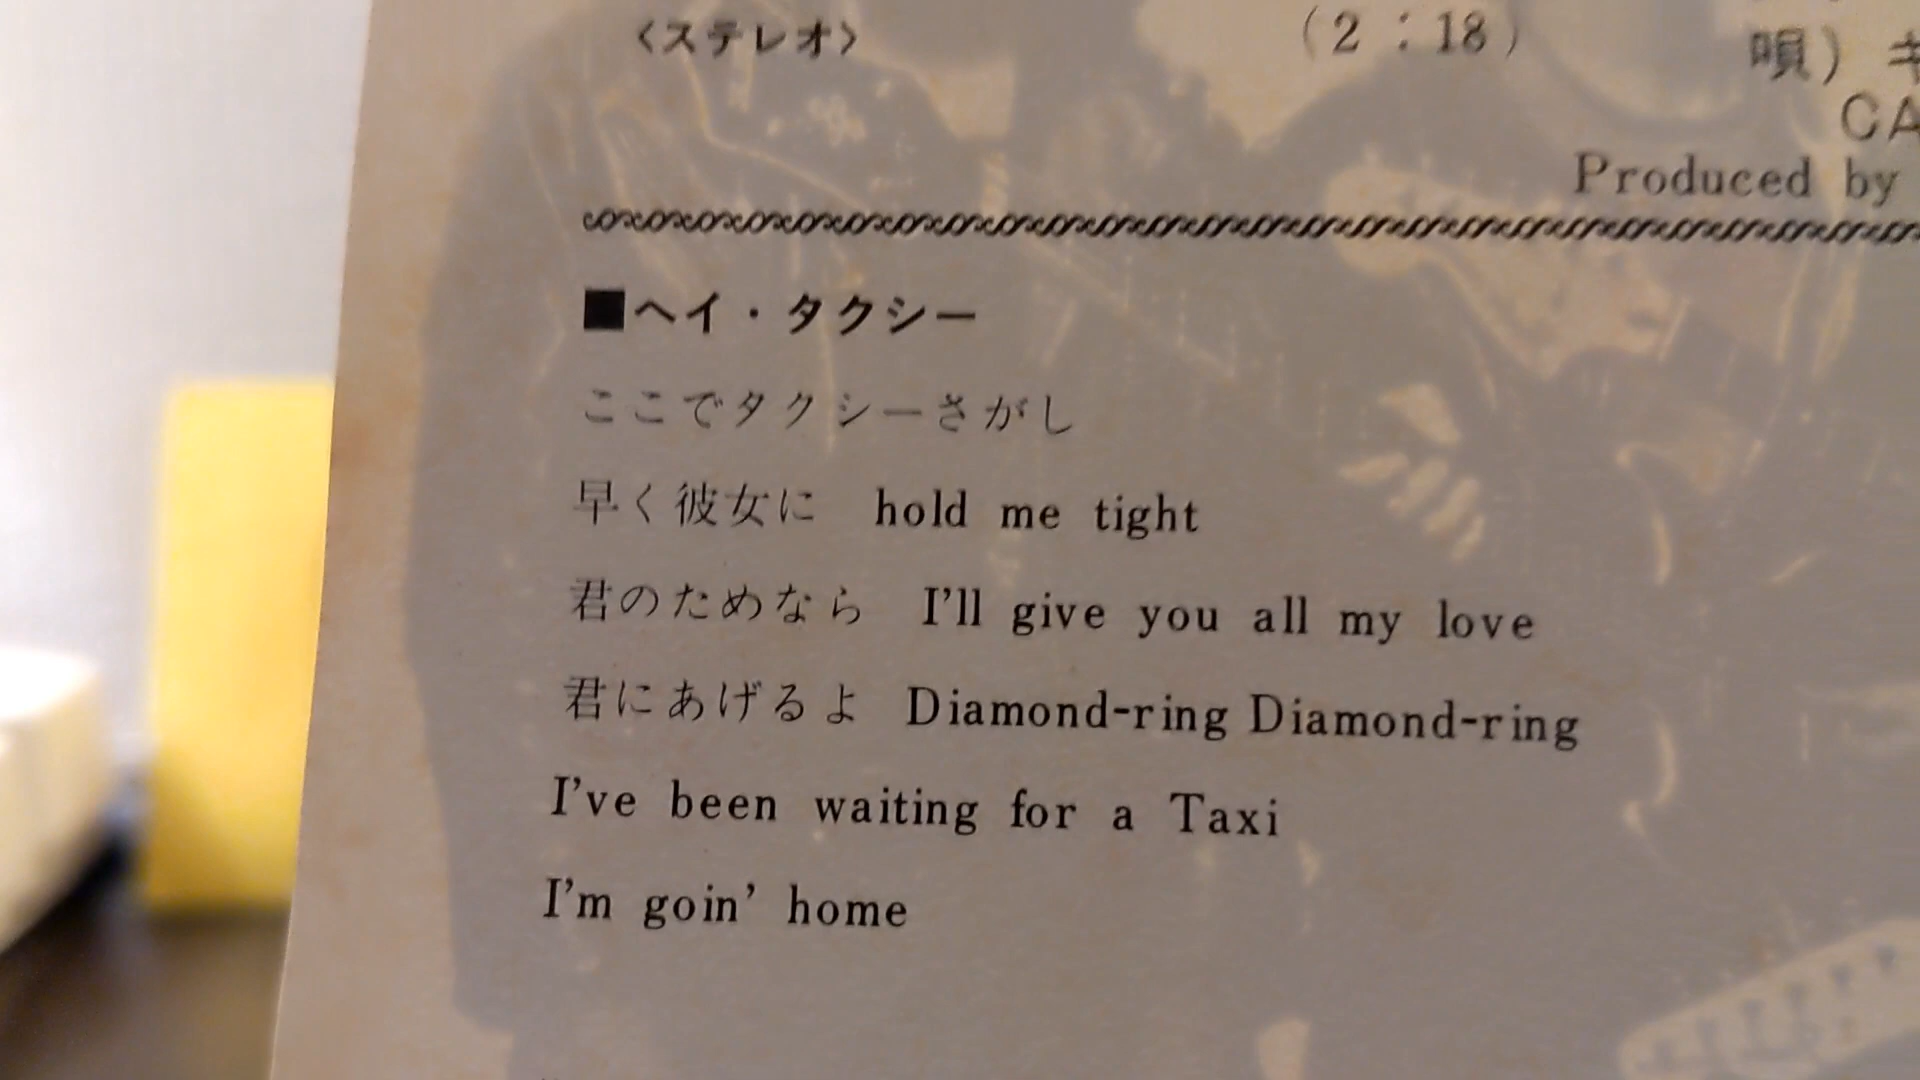 〈ステレオ〉 (2：18) 唄)
CA
Produced by
■ヘイ・タクシー
ここでタクシーさがし
早く彼女に hold me tight
君のためなら I'll give you all my love
君にあげるよ Diamond-ring Diamond-ring
I've been waiting for a Taxi
I'm goin' home